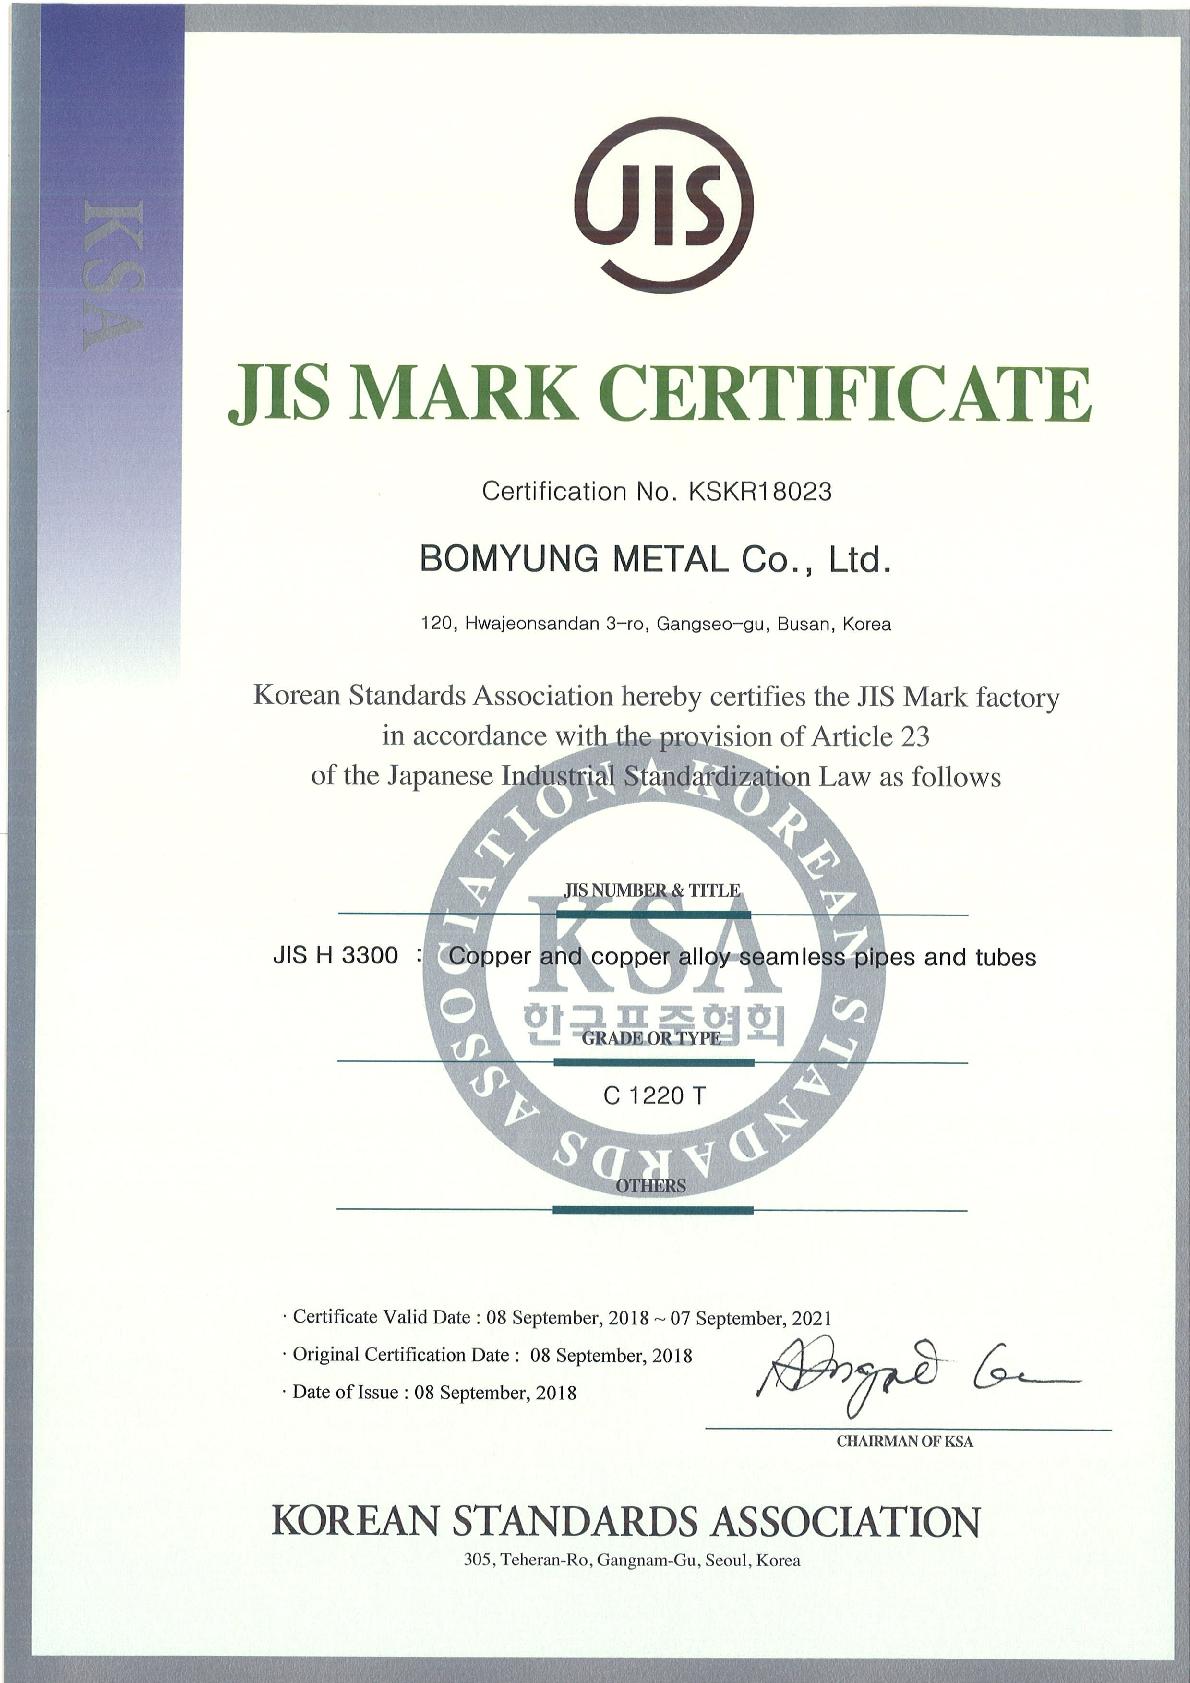 KSA
JIS
JIS MARK CERTIFICATE
Certification No. KSKR18023
BOMYUNG METAL Co., Ltd.
120, Hwajeonsandan 3-ro, Gangseo-gu, Busan, Korea
Korean Standards Association hereby certifies the JIS Mark factory
in accordance with the provision of Article 23
of the Japanese Industrial Standardization Law as follows
KOREAN STANDARDS ASSOCIATION
KSA
한국표준협회
JIS NUMBER & TITLE
JIS H 3300 : Copper and copper alloy seamless pipes and tubes
GRADE OR TYPE
C 1220 T
OTHERS
· Certificate Valid Date : 08 September, 2018 ~ 07 September, 2021
· Original Certification Date : 08 September, 2018
· Date of Issue : 08 September, 2018
CHAIRMAN OF KSA
KOREAN STANDARDS ASSOCIATION
305, Teheran-Ro, Gangnam-Gu, Seoul, Korea